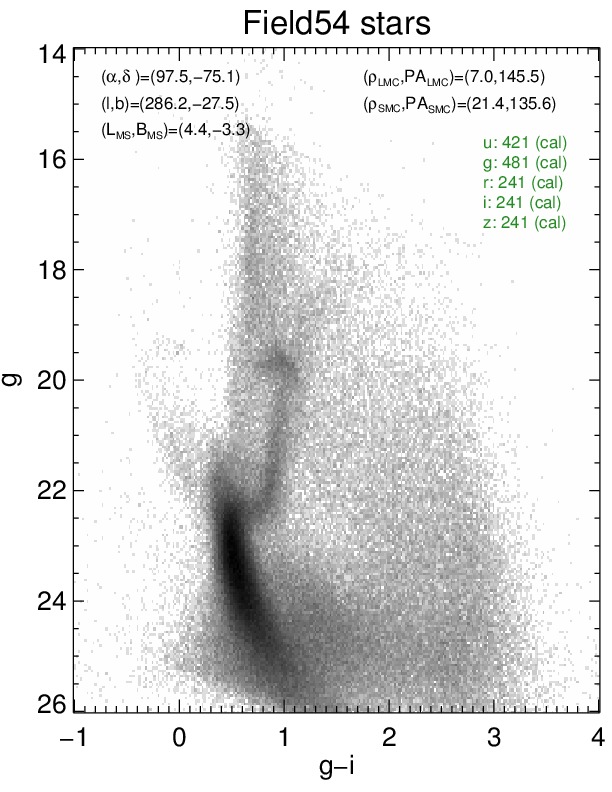 Field54 stars
(α,δ )=(97.5,−75.1)
(l,b)=(286.2,−27.5)
(LMS,BMS)=(4.4,−3.3)
(ρLMC,PALMC)=(7.0,145.5)
(ρSMC,PASMC)=(21.4,135.6)
u: 421 (cal)
g: 481 (cal)
r: 241 (cal)
i: 241 (cal)
z: 241 (cal)
14
16
18
20
22
24
26
g
−1 0 1 2 3 4
g−i